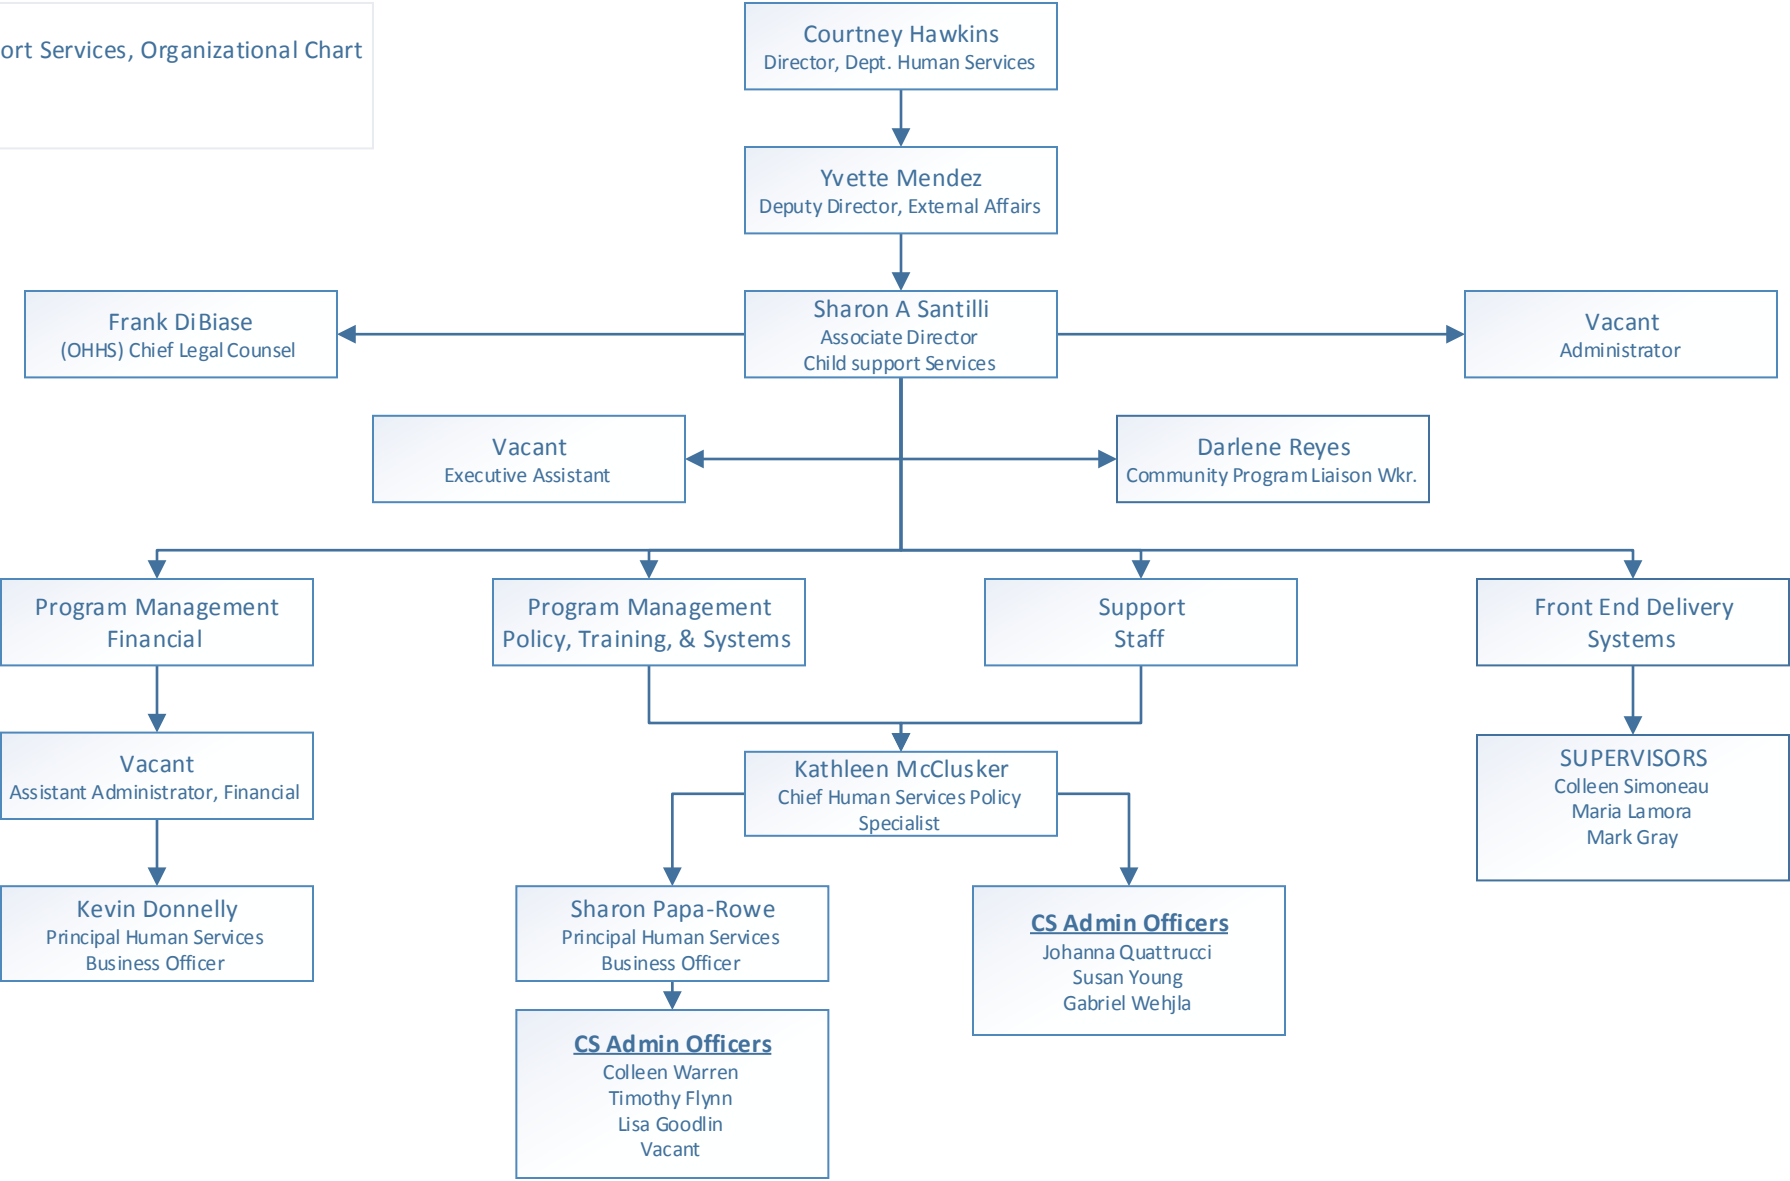 ort Services, Organizational Chart
Courtney Hawkins
Director, Dept. Human Services
Yvette Mendez
Deputy Director, External Affairs
Frank DiBiase
(OHHS) Chief Legal Counsel
Sharon A Santilli
Associate Director
Child support Services
Vacant
Administrator
Vacant
Executive Assistant
Darlene Reyes
Community Program Liaison Wkr.
Program Management
Financial
Program Management
Policy, Training, & Systems
Support
Staff
Front End Delivery
Systems
Vacant
Assistant Administrator, Financial
Kathleen McClusker
Chief Human Services Policy
Specialist
SUPERVISORS
Colleen Simoneau
Maria Lamora
Mark Gray
Kevin Donnelly
Principal Human Services
Business Officer
Sharon Papa-Rowe
Principal Human Services
Business Officer
CS Admin Officers
Johanna Quattrucci
Susan Young
Gabriel Wehjla
CS Admin Officers
Colleen Warren
Timothy Flynn
Lisa Goodlin
Vacant